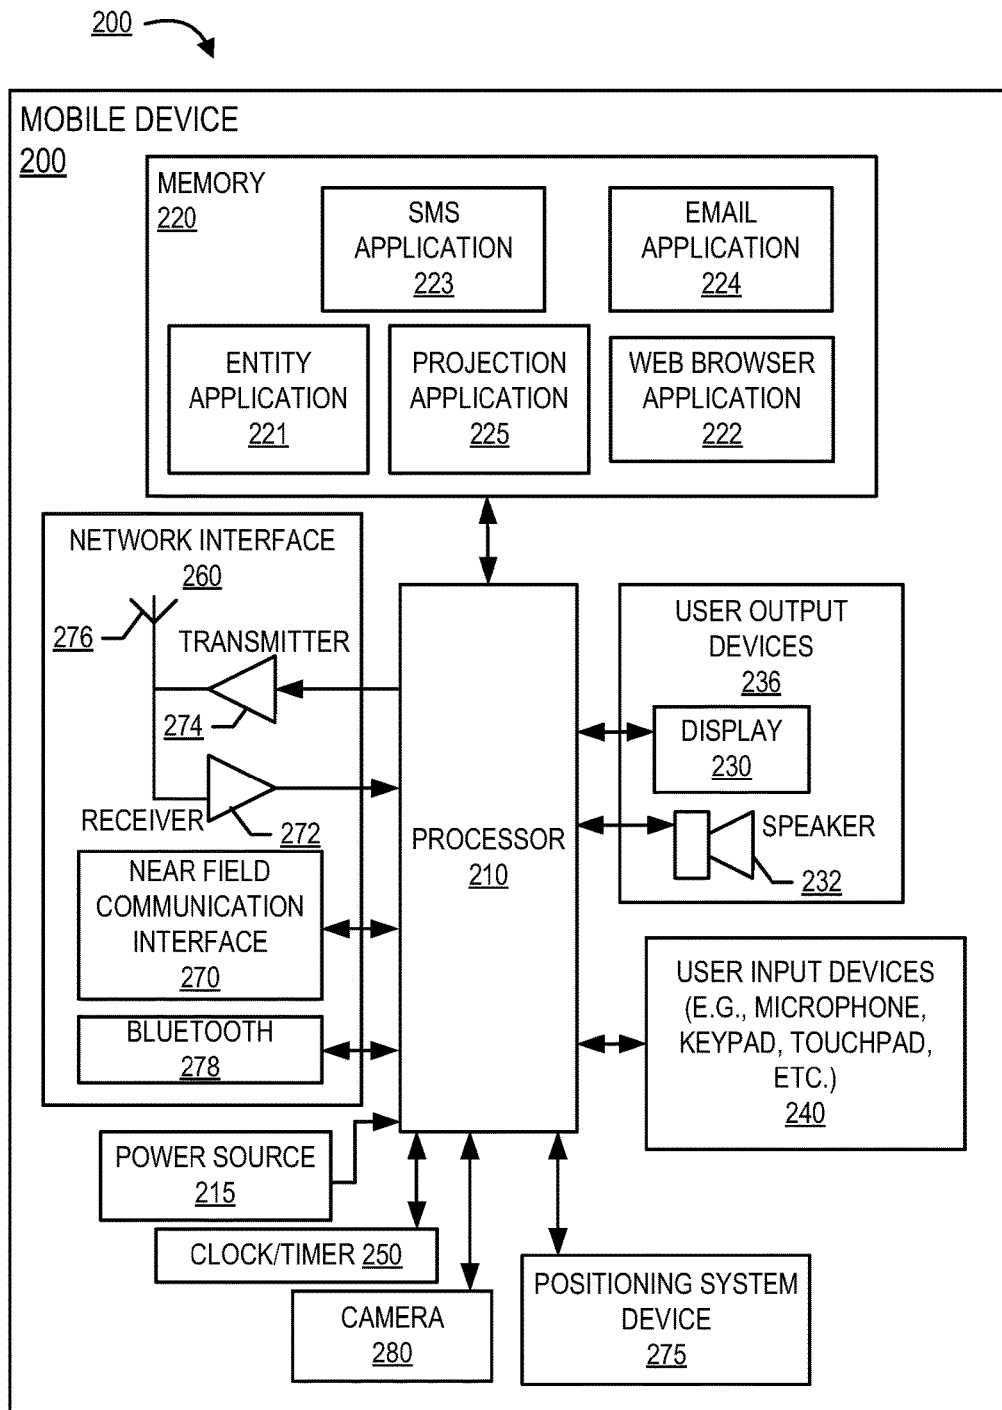 200
MOBILE DEVICE
200
MEMORY
220
SMS
APPLICATION
223
EMAIL
APPLICATION
224
ENTITY
APPLICATION
221
PROJECTION
APPLICATION
225
WEB BROWSER
APPLICATION
222
NETWORK INTERFACE
260
276
TRANSMITTER
274
RECEIVER
272
NEAR FIELD
COMMUNICATION
INTERFACE
270
BLUETOOTH
278
PROCESSOR
210
USER OUTPUT
DEVICES
236
DISPLAY
230
SPEAKER
232
USER INPUT DEVICES
(E.G., MICROPHONE,
KEYPAD, TOUCHPAD,
ETC.)
240
POWER SOURCE
215
CLOCK/TIMER 250
CAMERA
280
POSITIONING SYSTEM
DEVICE
275